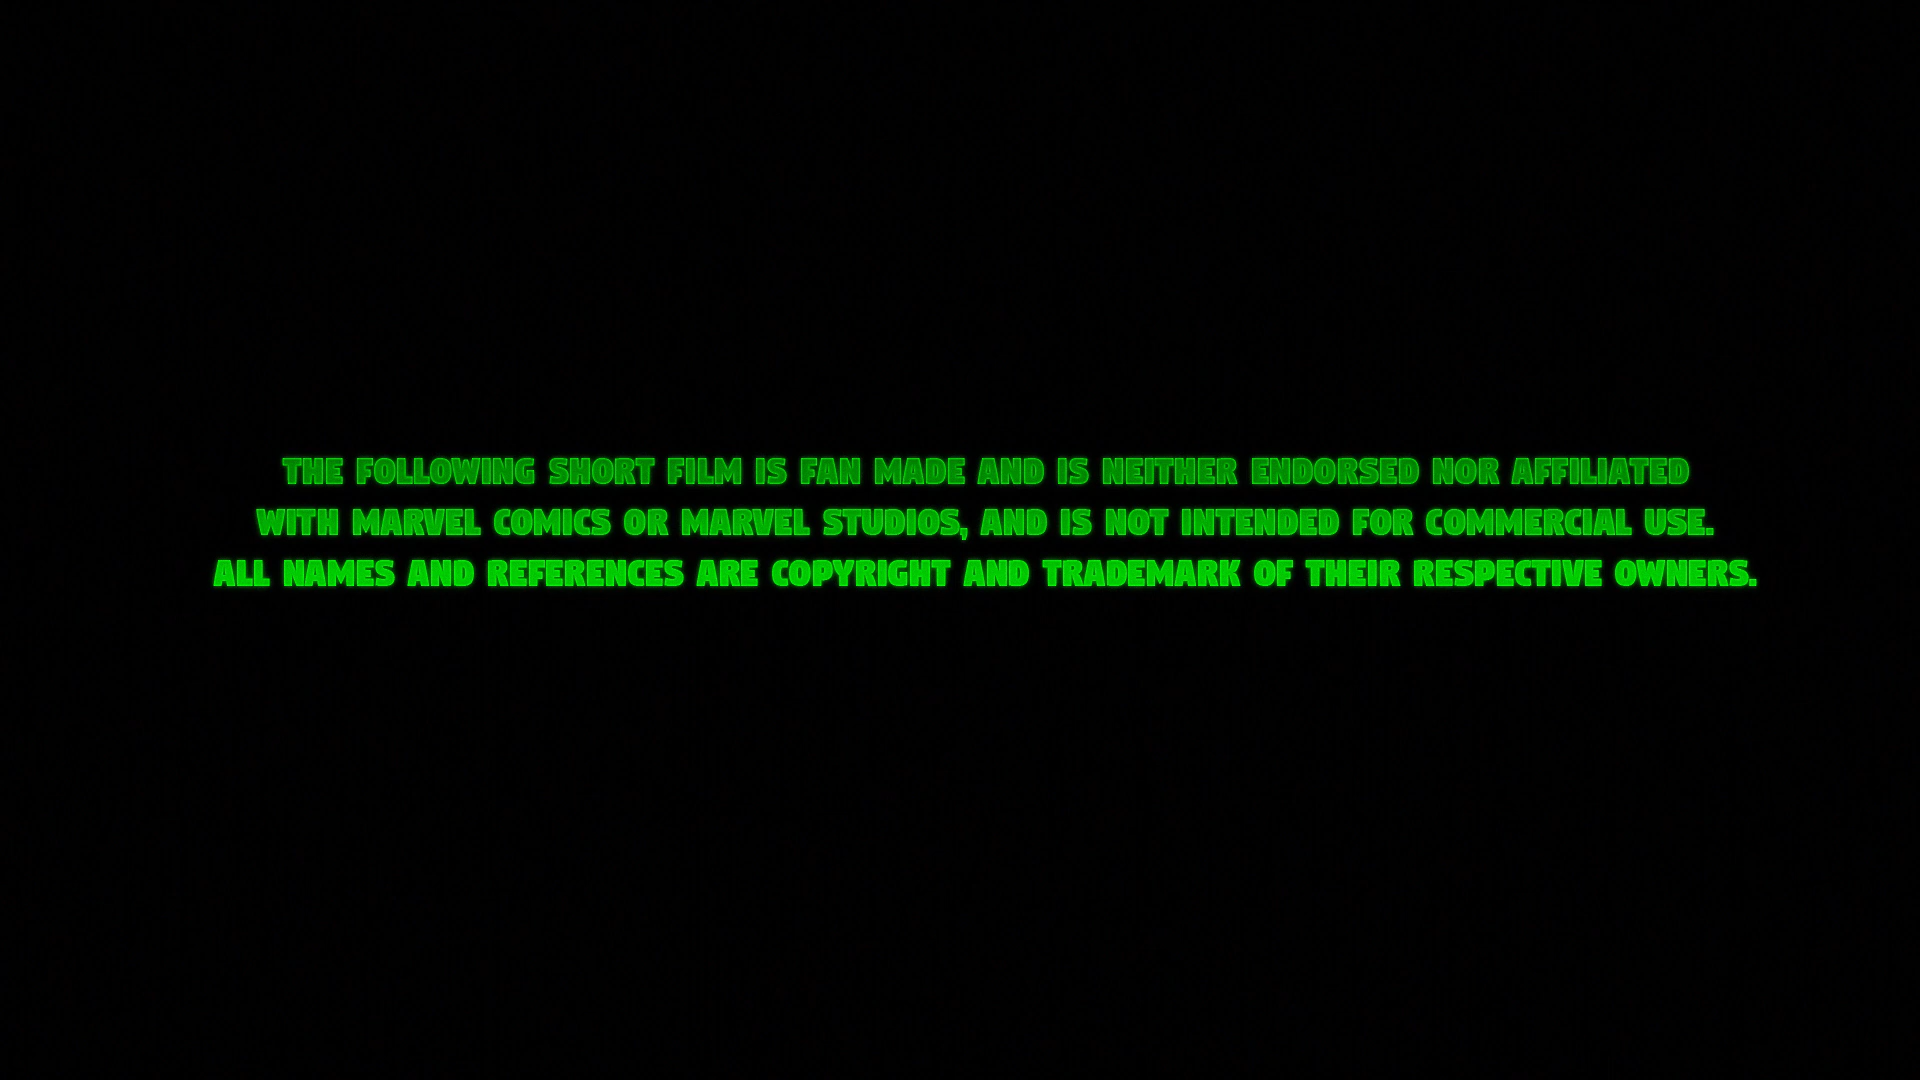 THE FOLLOWING SHORT FILM IS FAN MADE AND IS NEITHER ENDORSED NOR AFFILIATED
WITH MARVEL COMICS OR MARVEL STUDIOS, AND IS NOT INTENDED FOR COMMERCIAL USE.
ALL NAMES AND REFERENCES ARE COPYRIGHT AND TRADEMARK OF THEIR RESPECTIVE OWNERS.